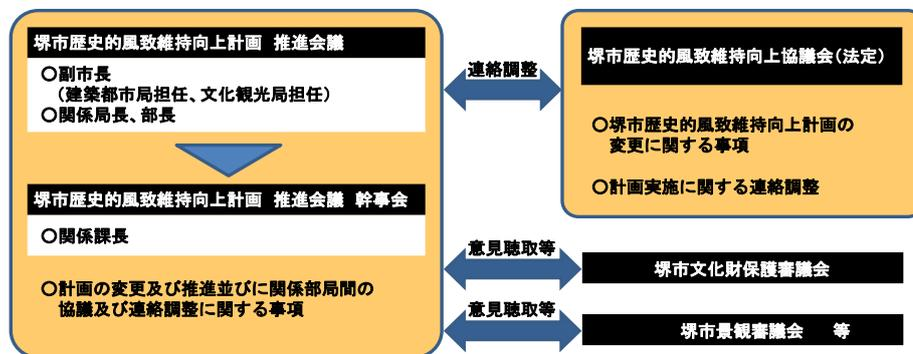 堺市歴史的風致維持向上計画 推進会議
〇副市長
（建築都市局担任、文化観光局担任）
〇関係局長、部長
堺市歴史的風致維持向上計画 推進会議 幹事会
〇関係課長
〇計画の変更及び推進並びに関係部局間の
協議及び連絡調整に関する事項
連絡調整
堺市歴史的風致維持向上協議会（法定）
〇堺市歴史的風致維持向上計画の
変更に関する事項
〇計画実施に関する連絡調整
意見聴取等
堺市文化財保護審議会
意見聴取等
堺市景観審議会 等